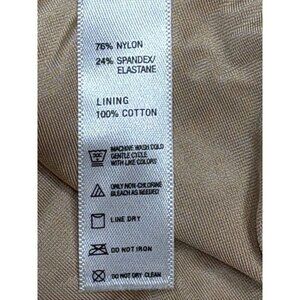 76% NYLON
24% SPANDEX/
ELASTANE
LINING
100% COTTON
MACHINE WASH COLD
GENTLE CYCLE
WITH LIKE COLORS
ONLY NON-CHLORINE
BLEACH AS NEEDED
LINE DRY
DO NOT IRON
DO NOT DRY CLEAN